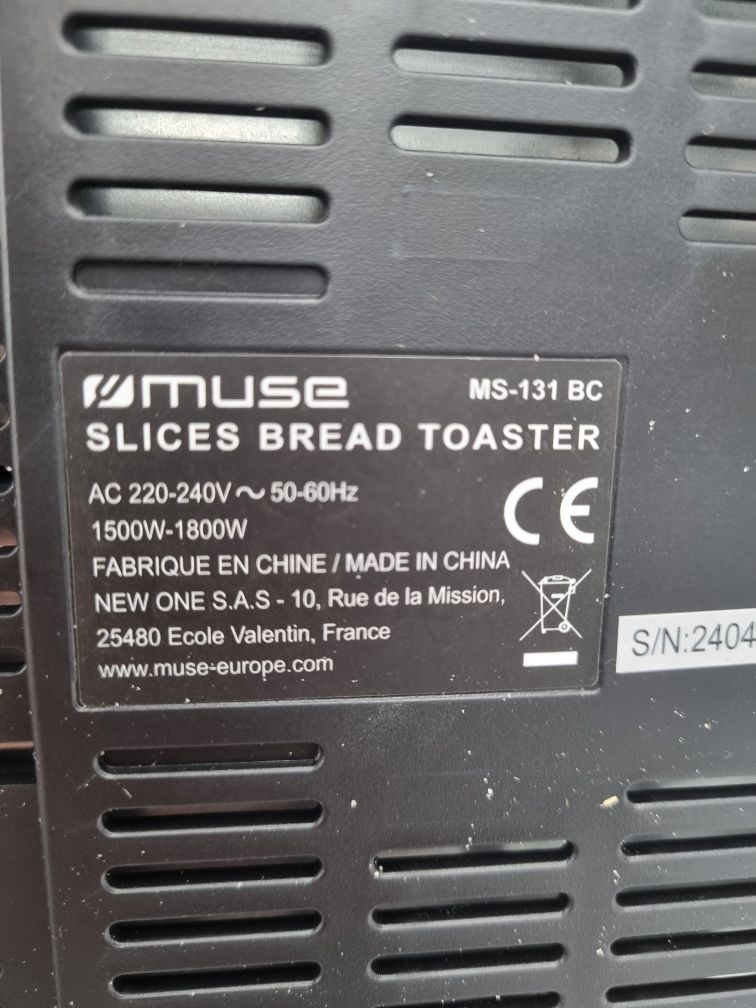 muse MS-131 BC
SLICES BREAD TOASTER
AC 220-240V ~ 50-60Hz
1500W-1800W
FABRIQUE EN CHINE / MADE IN CHINA
NEW ONE S.A.S - 10, Rue de la Mission,
25480 Ecole Valentin, France
www.muse-europe.com
CE
S/N:2404